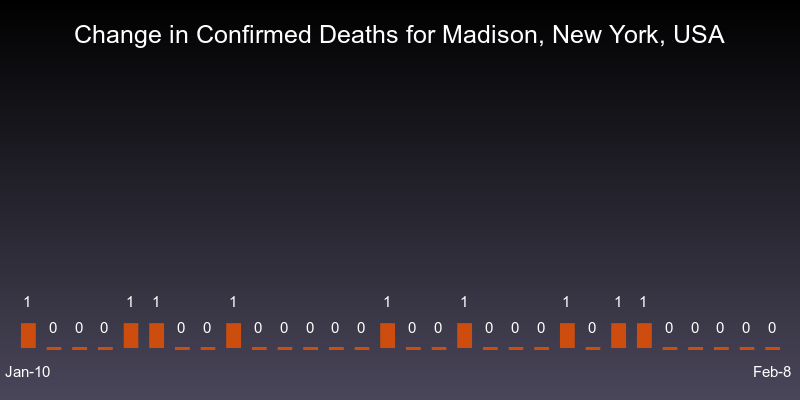 Change in Confirmed Deaths for Madison, New York, USA
1 0 0 0 1 1 0 0 1 0 0 0 0 0 1 0 0 1 0 0 0 1 0 1 1 0 0 0 0 0
Jan-10 Feb-8